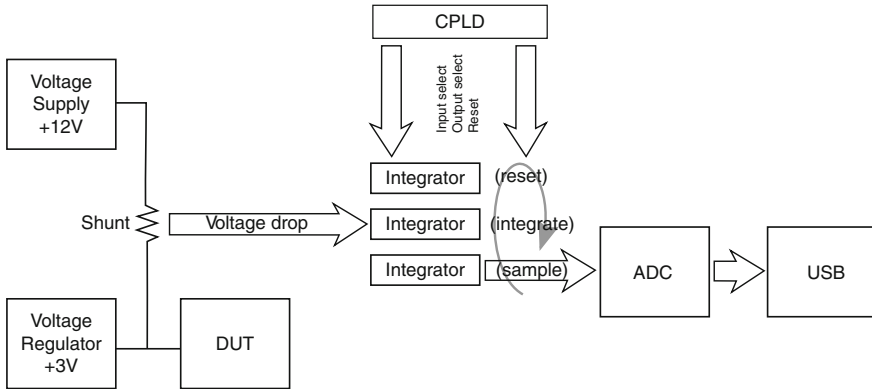 CPLD
Voltage
Supply
+12V
Input select
Output select
Reset
Integrator
(reset)
Shunt
Voltage drop
Integrator
(integrate)
Integrator
(sample)
ADC
USB
Voltage
Regulator
+3V
DUT